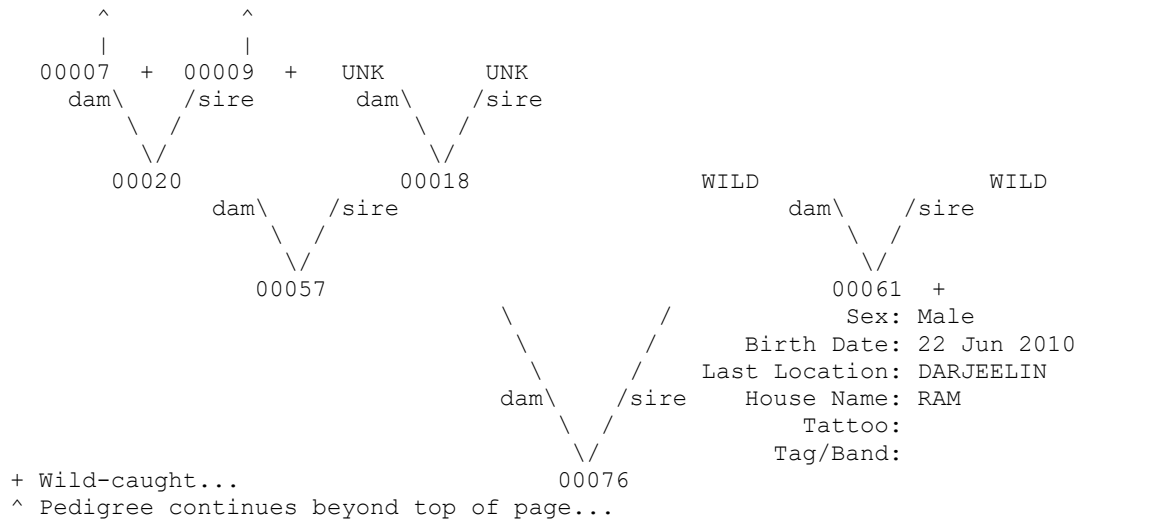 ^ ^
| |
00007 + 00009 + UNK UNK
dam\ /sire dam\ /sire
\ / \ /
\/ \/
00020 00018 WILD WILD
dam\ /sire dam\ /sire
\ / \ /
\/ \/
00057 00061 +
\ / Sex: Male
\ / Birth Date: 22 Jun 2010
\ / Last Location: DARJEELIN
dam\ /sire House Name: RAM
\ / Tattoo:
\/ Tag/Band:
+ Wild-caught... 00076
^ Pedigree continues beyond top of page...